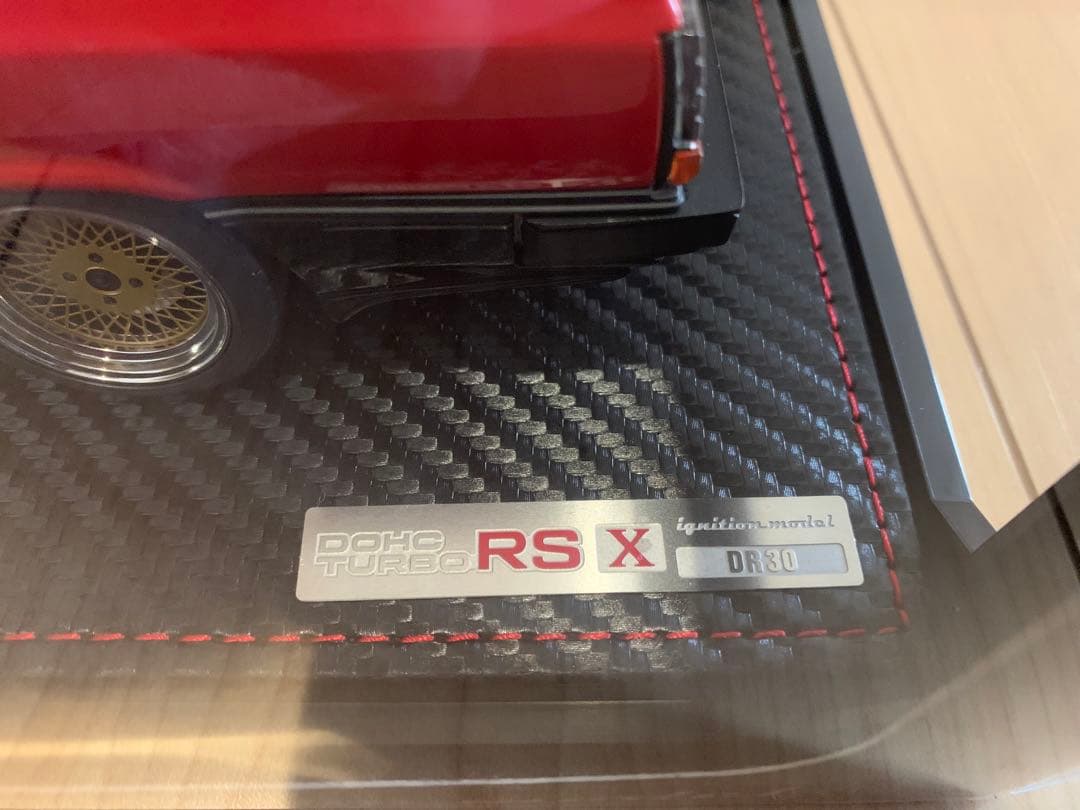 DOHC
TURBO RS X
ignition model
DR30